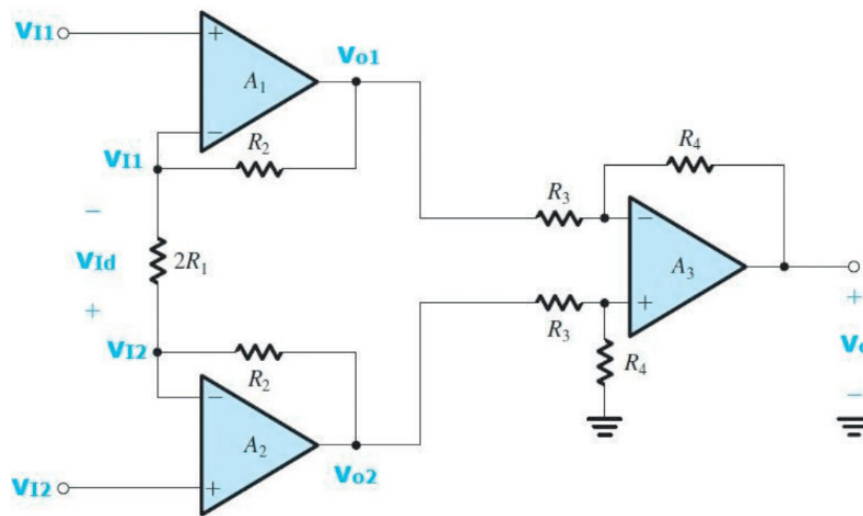 VI1
+
A1
−
Vo1
R2
VI1
−
VId
+
2R1
VI2
R2
−
A2
+
Vo2
VI2
R3
R4
−
A3
+
R3
R4
+
−